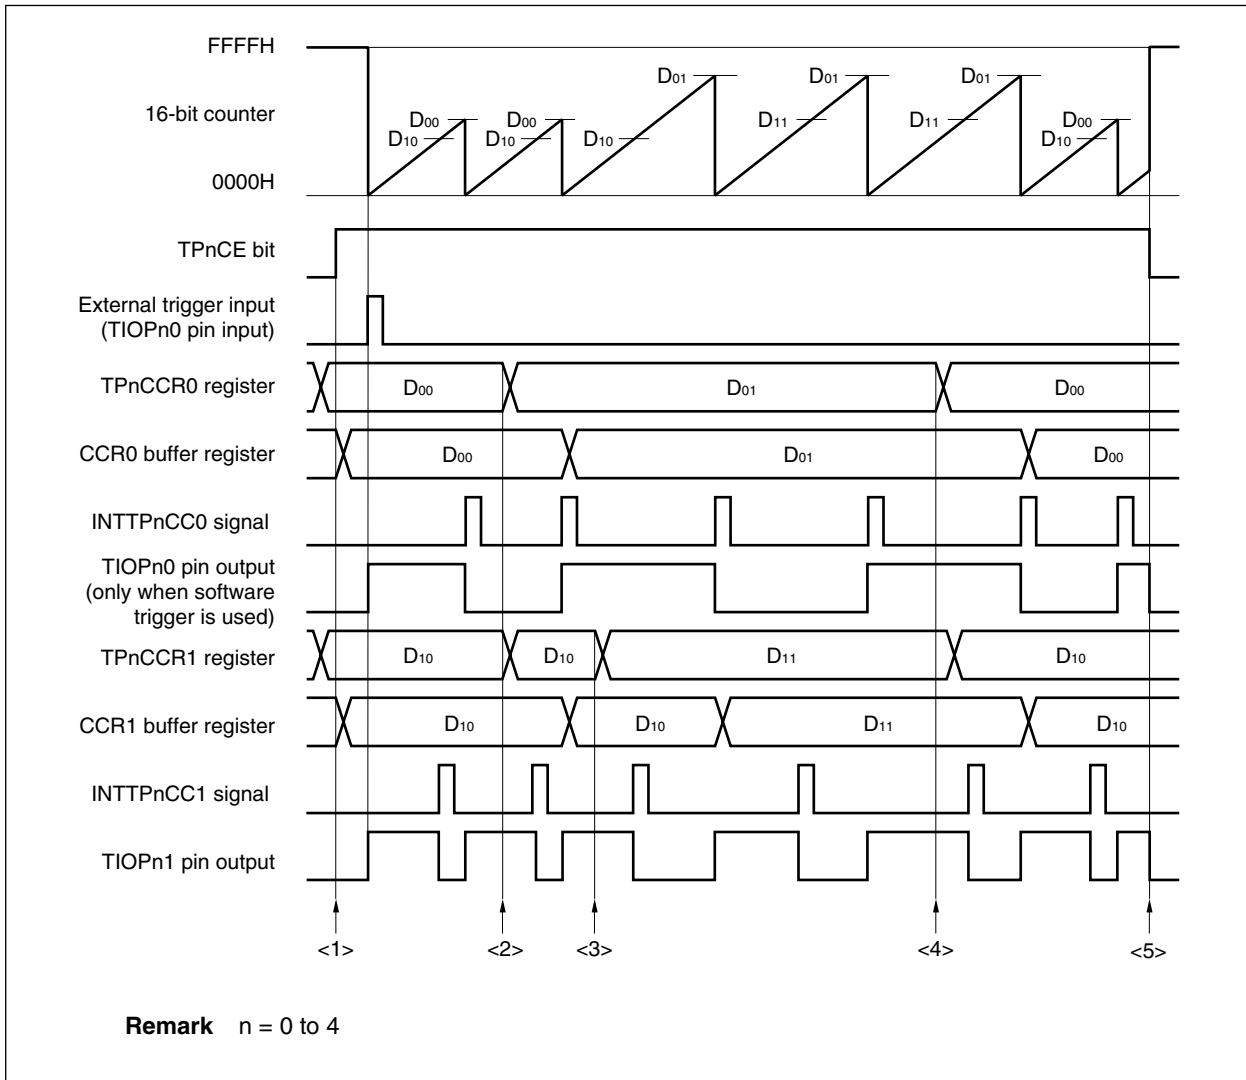 FFFFH
D01 D01 D01
16-bit counter
D00 D00 D11 D11 D00
D10 D10 D10 D10
0000H
TPnCE bit
External trigger input
(TIOPn0 pin input)
TPnCCR0 register D00 D01 D00
CCR0 buffer register D00 D01 D00
INTTPnCC0 signal
TIOPn0 pin output
(only when software
trigger is used)
TPnCCR1 register D10 D10 D11 D10
CCR1 buffer register D10 D10 D11 D10
INTTPnCC1 signal
TIOPn1 pin output
<1> <2> <3> <4> <5>
Remark n = 0 to 4